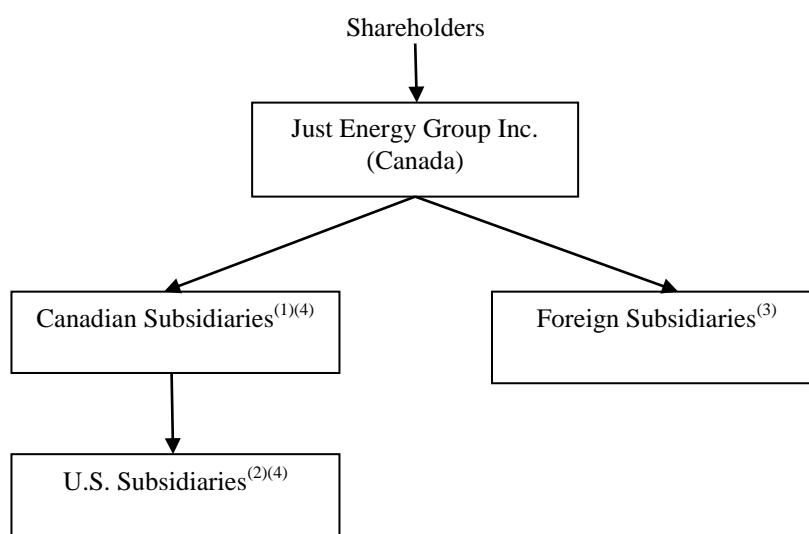 Shareholders
Just Energy Group Inc.
(Canada)
Canadian Subsidiaries(1)(4)
Foreign Subsidiaries(3)
U.S. Subsidiaries(2)(4)